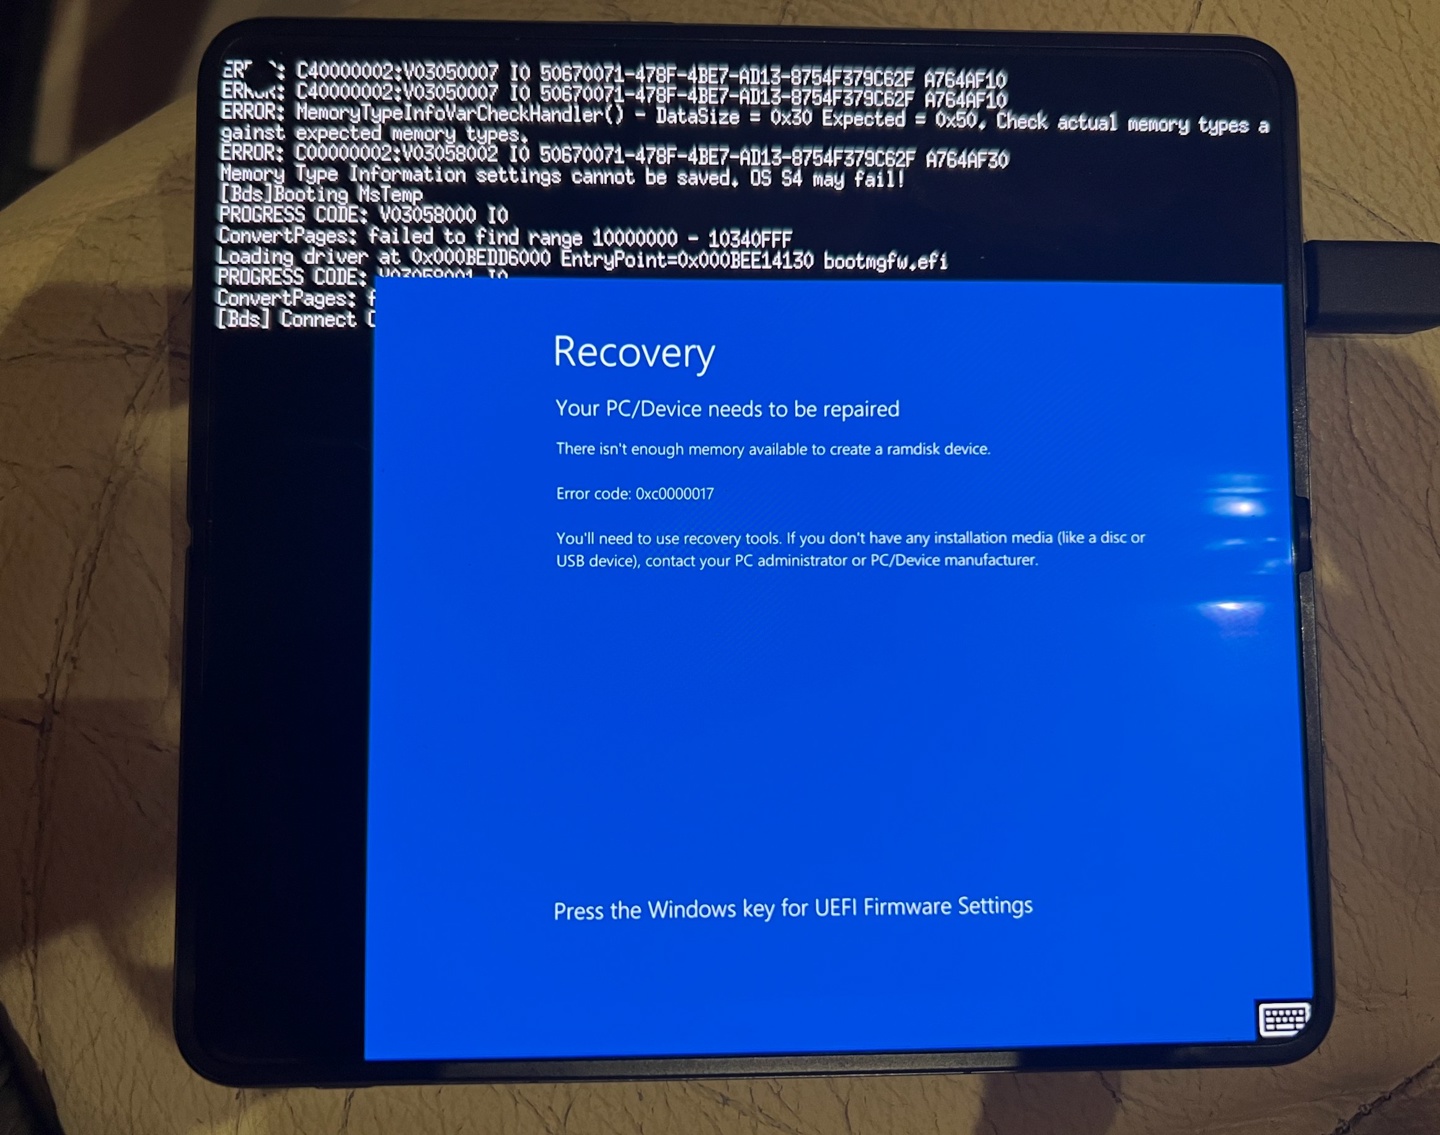 C40000002:V03050007 I0 50670071-478F-4BE7-AD13-8754F379C62F A764AF10
ERROR: C40000002:V03050007 I0 50670071-478F-4BE7-AD13-8754F379C62F A764AF10
ERROR: MemoryTypeInfoVarCheckHandler() - DataSize = 0x30 Expected = 0x50. Check actual memory types a
gainst expected memory types.
ERROR: C00000002:V03058002 I0 50670071-478F-4BE7-AD13-8754F379C62F A764AF30
Memory Type Information settings cannot be saved. OS S4 may fail!
[Bds]Booting MsTemp
PROGRESS CODE: V03058000 I0
ConvertPages: failed to find range 10000000 - 10340FFF
Loading driver at 0x000BEDD6000 EntryPoint=0x000BEE14130 bootmgfw.efi
PROGRESS CODE: V03058001 I0
ConvertPages:
[Bds] Connect
Recovery
Your PC/Device needs to be repaired
There isn't enough memory available to create a ramdisk device.
Error code: 0xc0000017
You'll need to use recovery tools. If you don't have any installation media (like a disc or
USB device), contact your PC administrator or PC/Device manufacturer.
Press the Windows key for UEFI Firmware Settings